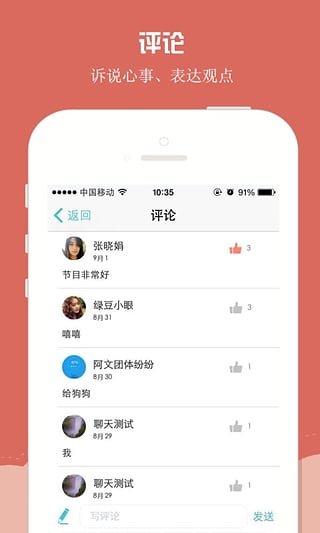 评论
诉说心事、表达观点
中国移动
10:35
92%
返回
评论
张晓娟
3
9月1
节目非常好
绿豆小眼
3
8月31
嘻嘻
阿文团体纷纷
8月30
给狗狗
聊天测试
8月29
我
聊天测试
8月29
写评论
发送